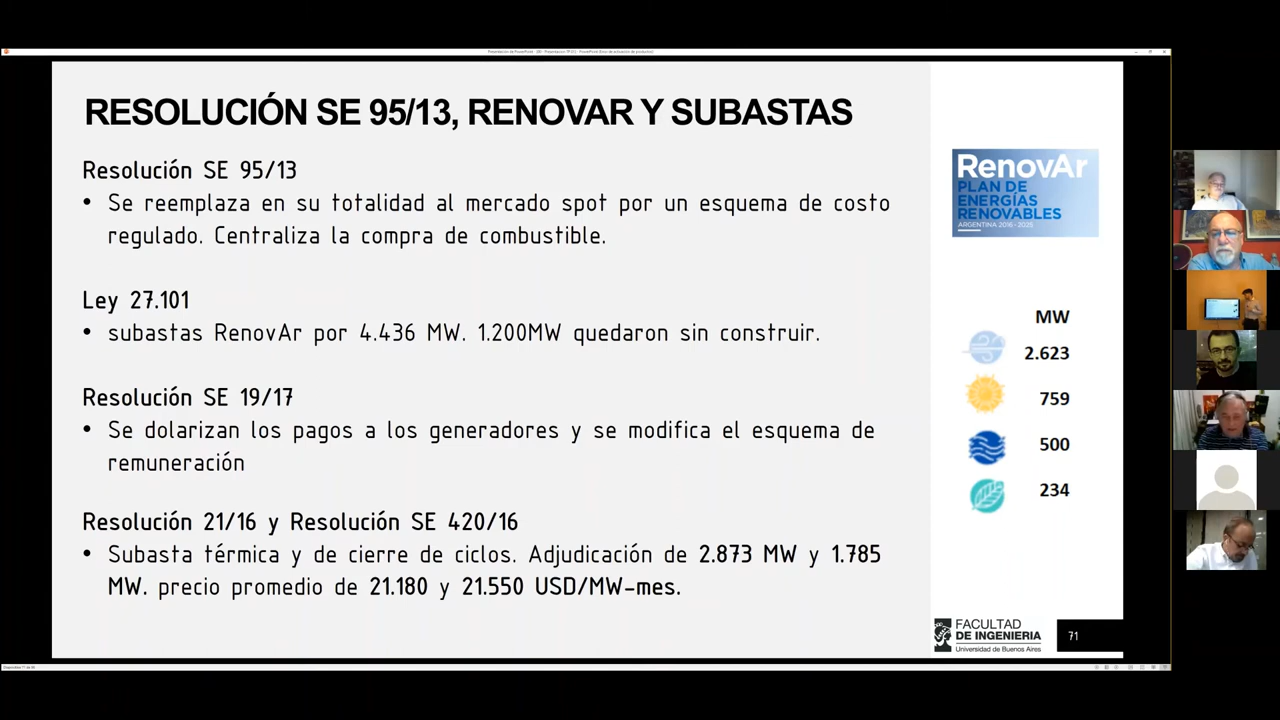 RESOLUCIÓN SE 95/13, RENOVAR Y SUBASTAS
Resolución SE 95/13
• Se reemplaza en su totalidad al mercado spot por un esquema de costo
regulado. Centraliza la compra de combustible.
Ley 27.101
• subastas RenovAr por 4.436 MW. 1.200MW quedaron sin construir.
Resolución SE 19/17
• Se dolarizan los pagos a los generadores y se modifica el esquema de
remuneración
Resolución 21/16 y Resolución SE 420/16
• Subasta térmica y de cierre de ciclos. Adjudicación de 2.873 MW y 1.785
MW. precio promedio de 21.180 y 21.550 USD/MW-mes.
RenovAr
PLAN DE
ENERGÍAS
RENOVABLES
ARGENTINA 2016 - 2025
MW
2.623
759
500
234
FACULTAD
DE INGENIERIA
Universidad de Buenos Aires
71